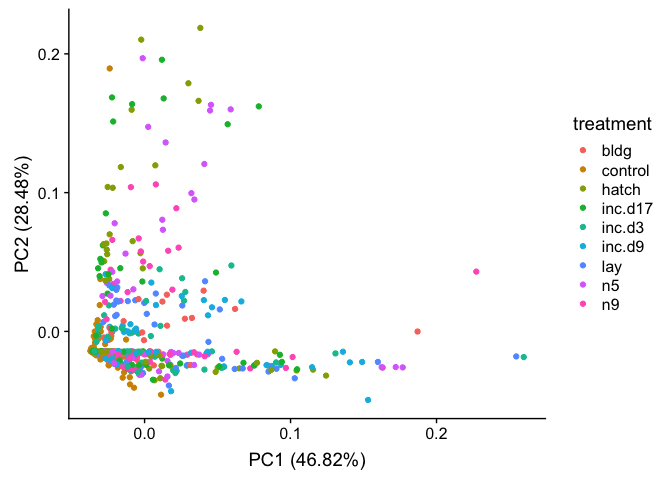 0.2
0.1
0.0
PC2 (28.48%)
0.0
0.1
0.2
PC1 (46.82%)
treatment
bldg
control
hatch
inc.d17
inc.d3
inc.d9
lay
n5
n9